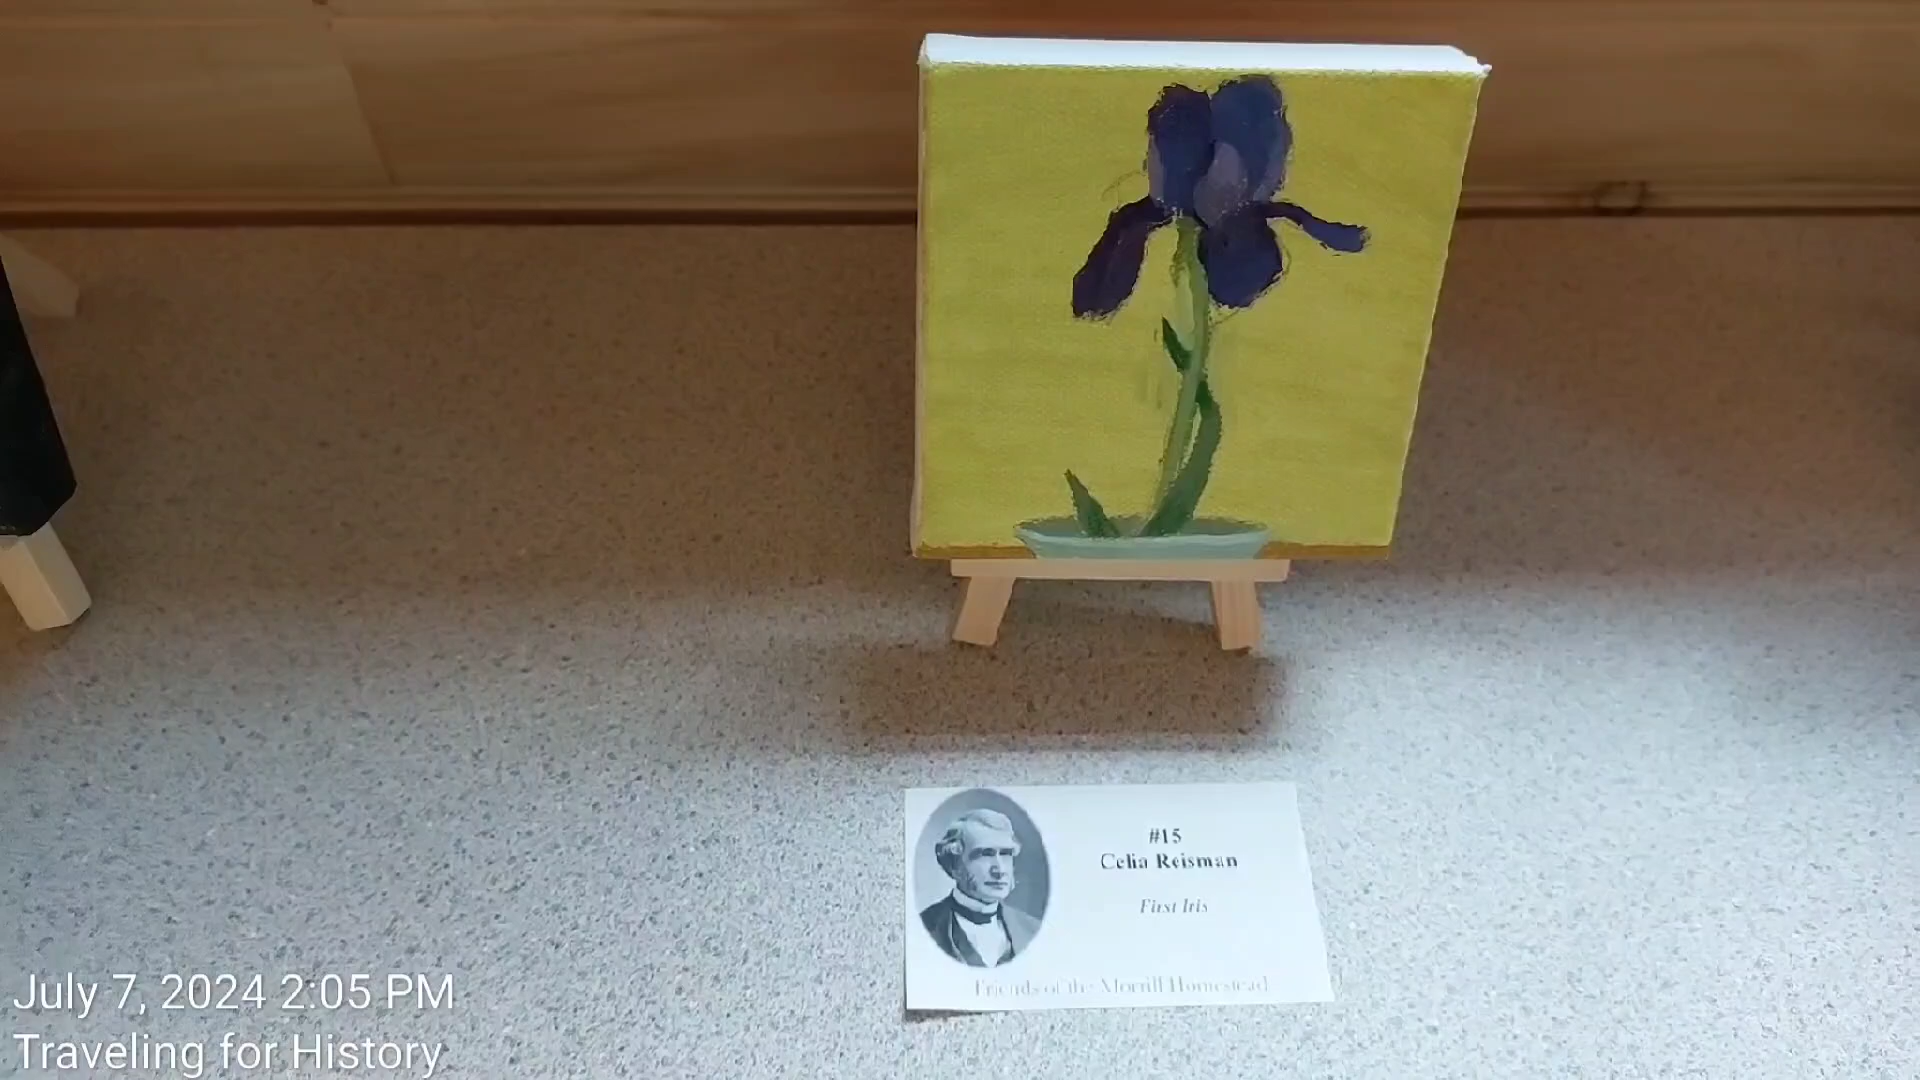 #15
Celia Reisman
First Iris
Friends of the Morrill Homestead
July 7, 2024 2:05 PM
Traveling for History